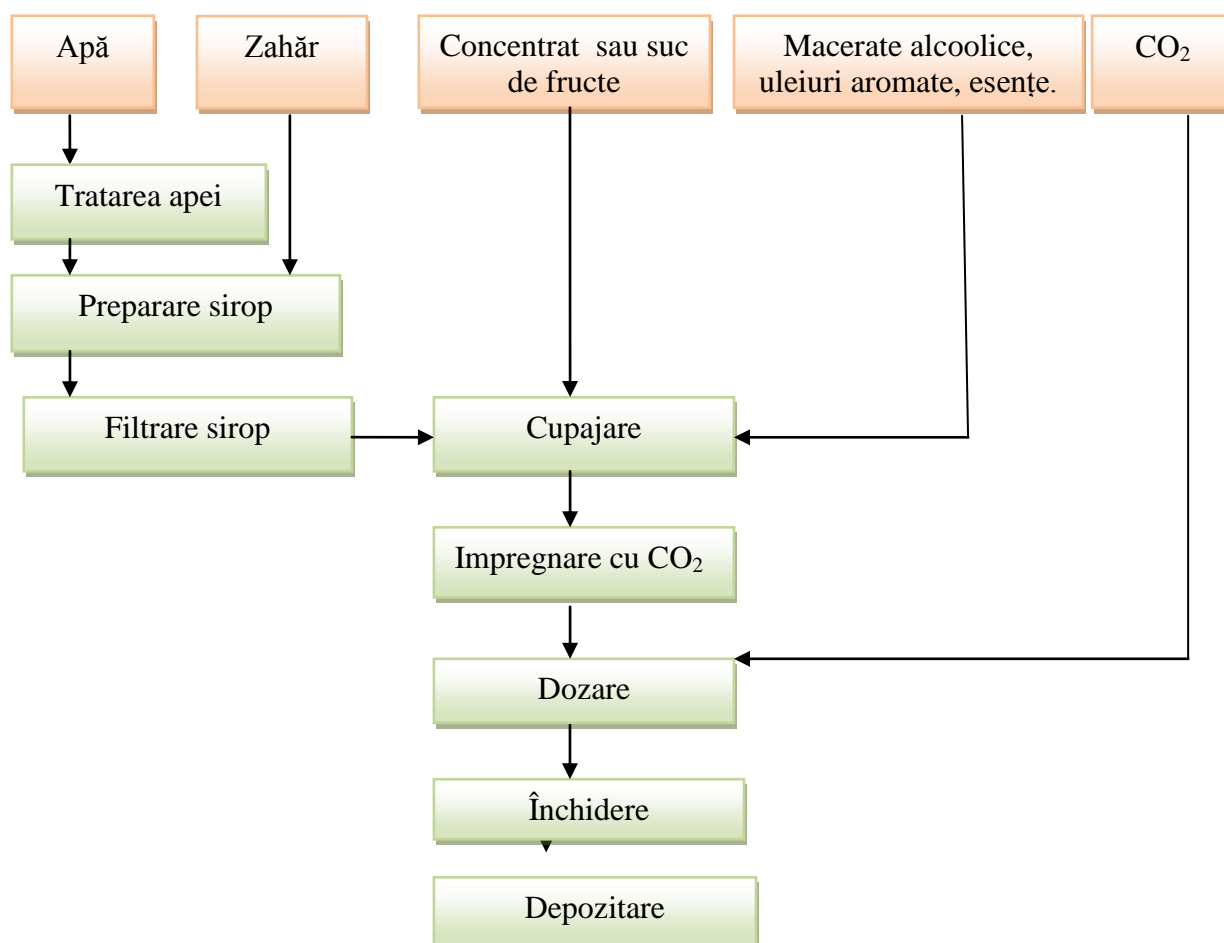 Apă
Zahăr
Concentrat sau suc
de fructe
Macerate alcoolice,
uleiuri aromate, esențe.
CO₂
Tratarea apei
Preparare sirop
Filtrare sirop
Cupajare
Impregnare cu CO₂
Dozare
Închidere
Depozitare